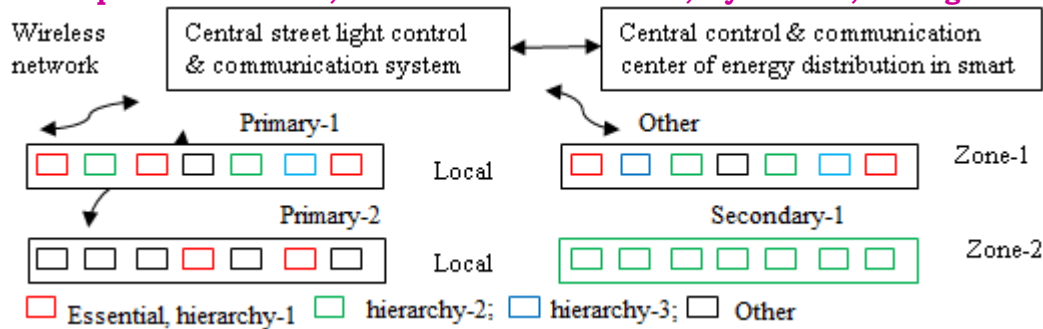 Wireless network
Central street light control & communication system
Central control & communication center of energy distribution in smart
Primary-1
Other
Local
Zone-1
Primary-2
Secondary-1
Local
Zone-2
Essential, hierarchy-1 hierarchy-2; hierarchy-3; Other